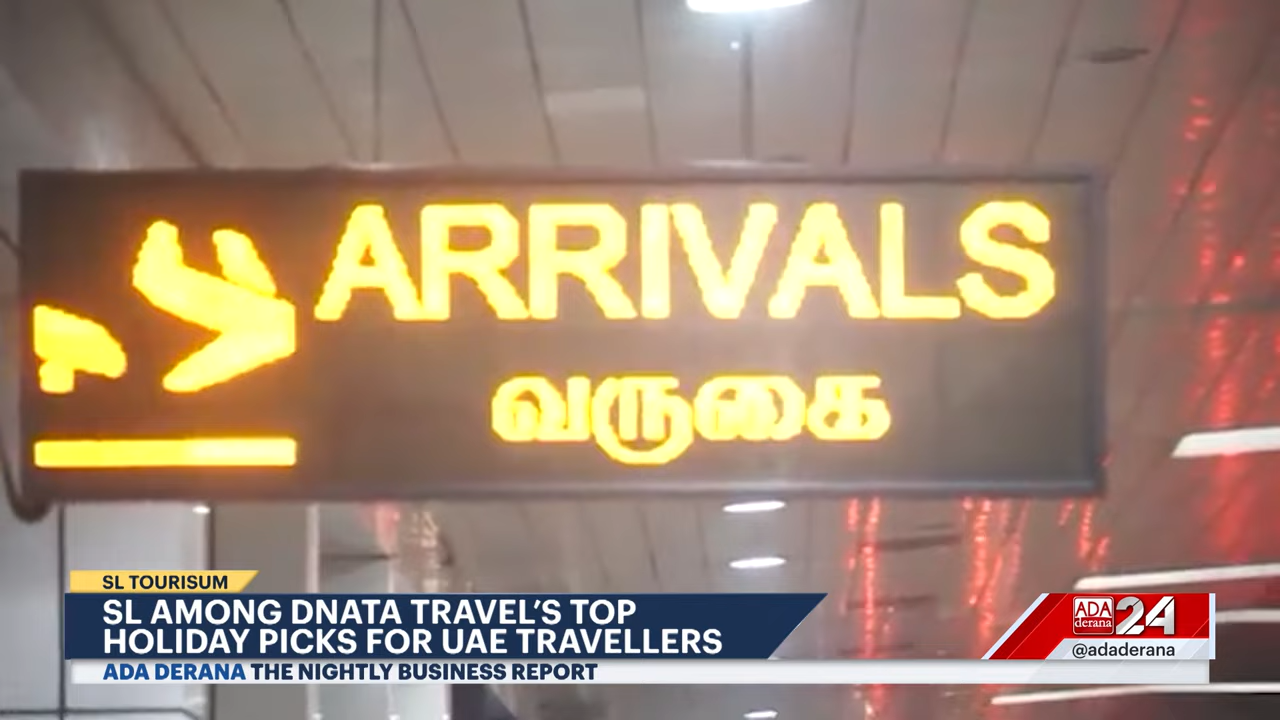 ARRIVALS
வருகை
SL TOURISUM
SL AMONG DNATA TRAVEL'S TOP
HOLIDAY PICKS FOR UAE TRAVELLERS
ADA DERANA THE NIGHTLY BUSINESS REPORT
ADA
derana
24
@adaderana